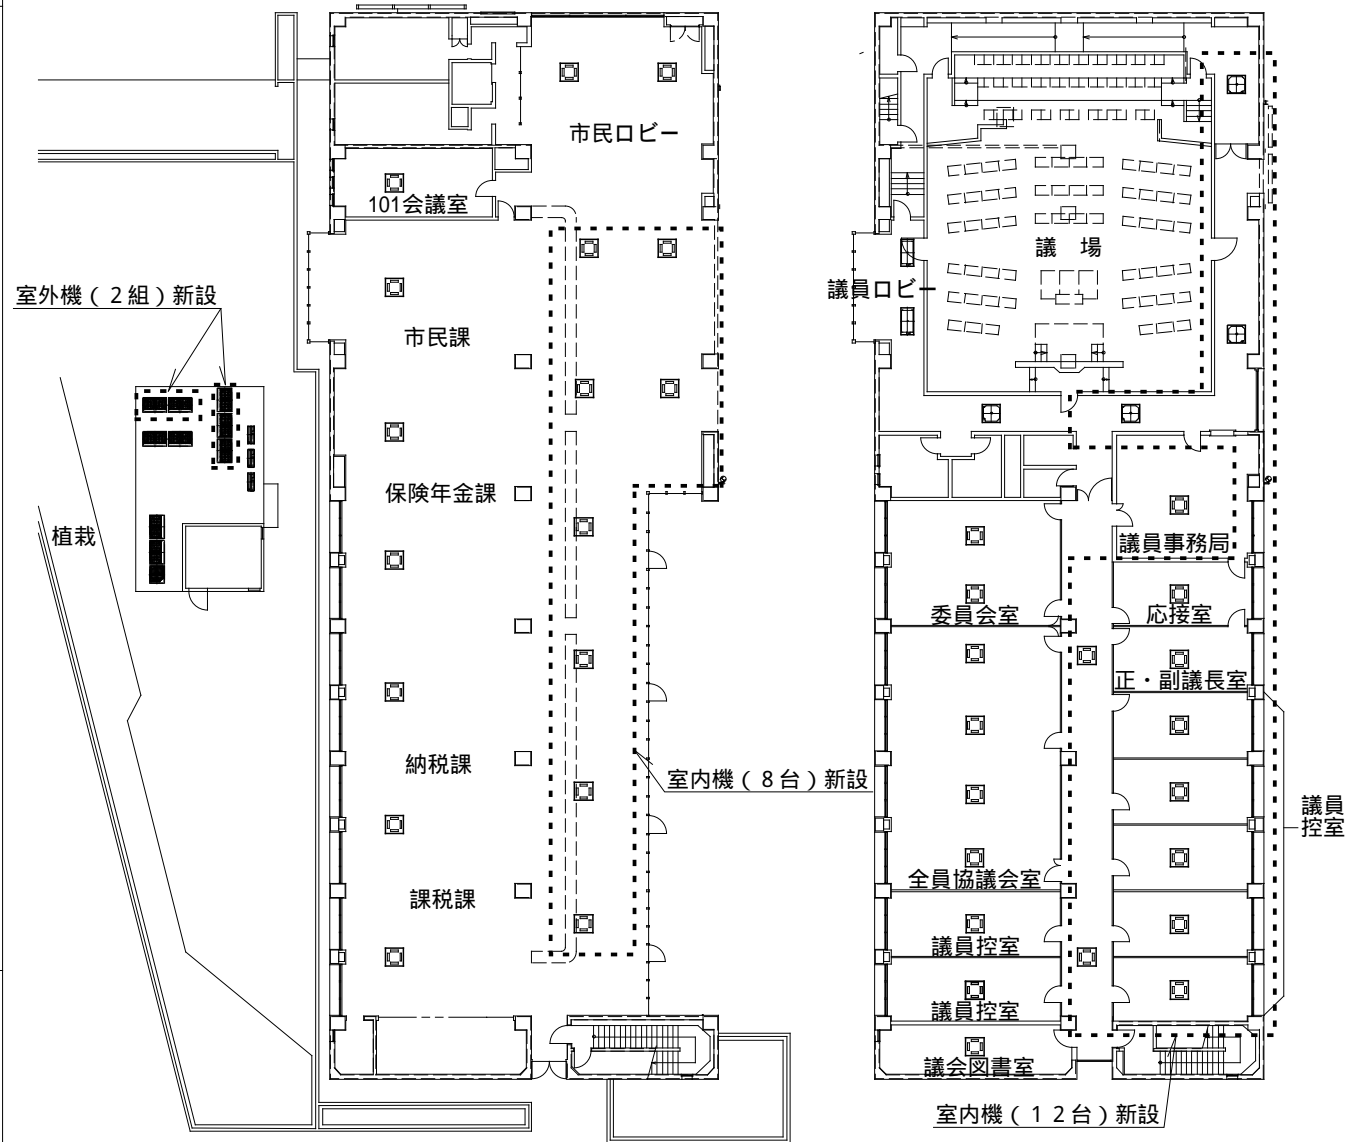 市民ロビー
101会議室
室外機（２組）新設
市民課
保険年金課
植栽
納税課
室内機（８台）新設
課税課
議　場
議員ロビー
議員事務局
委員会室
応接室
正・副議長室
議員
控室
全員協議会室
議員控室
議員控室
議会図書室
室内機（１２台）新設